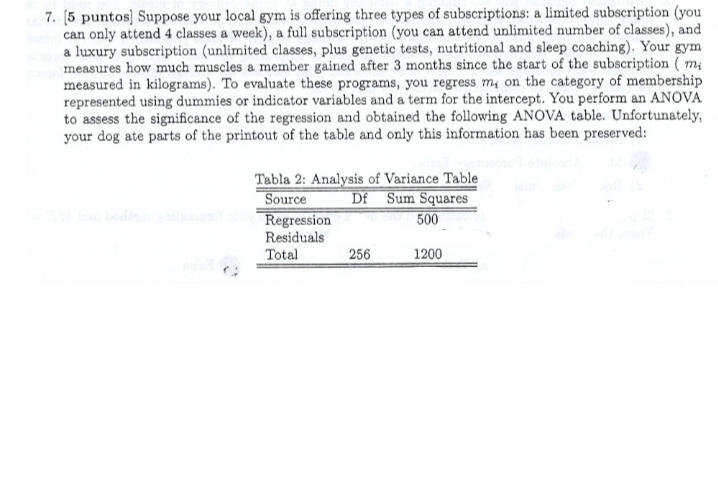 7. [5 puntos] Suppose your local gym is offering three types of subscriptions: a limited subscription (you
can only attend 4 classes a week), a full subscription (you can attend unlimited number of classes), and
a luxury subscription (unlimited classes, plus genetic tests, nutritional and sleep coaching). Your gym
measures how much muscles a member gained after 3 months since the start of the subscription ( mᵢ
measured in kilograms). To evaluate these programs, you regress mᵢ on the category of membership
represented using dummies or indicator variables and a term for the intercept. You perform an ANOVA
to assess the significance of the regression and obtained the following ANOVA table. Unfortunately,
your dog ate parts of the printout of the table and only this information has been preserved:
Tabla 2: Analysis of Variance Table
Source Df Sum Squares
Regression 500
Residuals
Total 256 1200